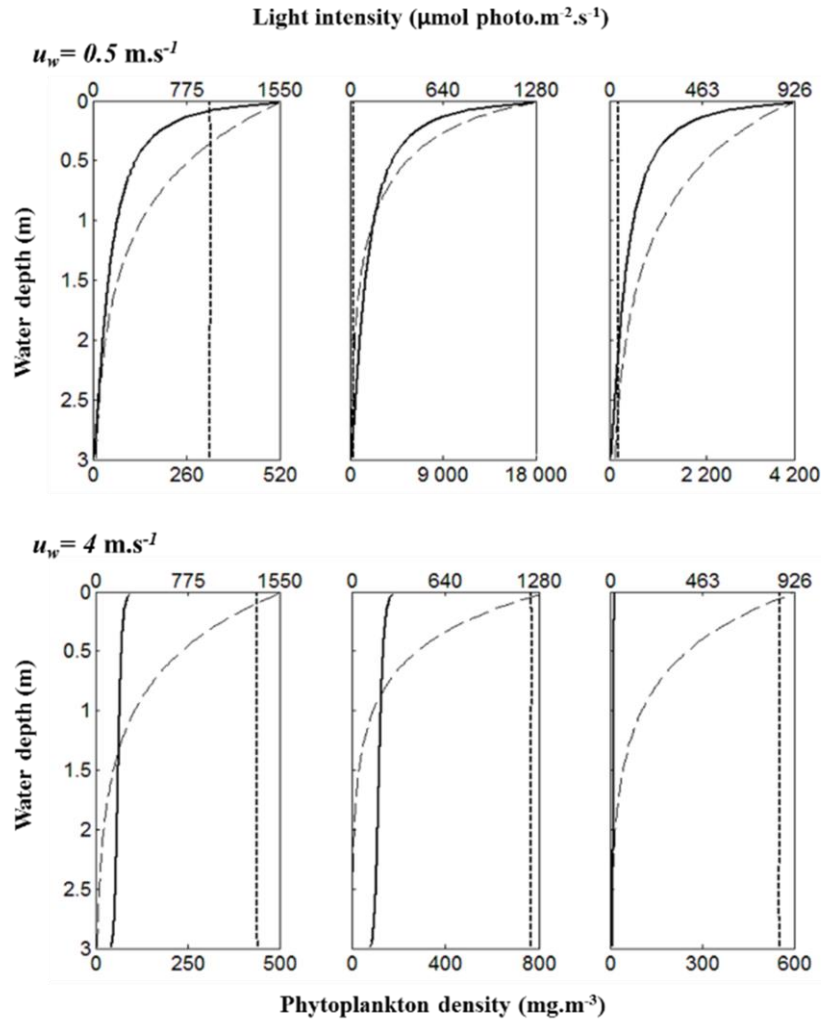 Light intensity (µmol photo.m⁻².s⁻¹)
u_w= 0.5 m.s⁻¹
0 775 1550 0 640 1280 0 463 926
0
0.5
1
1.5
2
2.5
3
Water depth (m)
0 260 520 0 9 000 18 000 0 2 200 4 200
u_w= 4 m.s⁻¹
0 775 1550 0 640 1280 0 463 926
0
0.5
1
1.5
2
2.5
3
Water depth (m)
0 250 500 0 400 800 0 300 600
Phytoplankton density (mg.m⁻³)